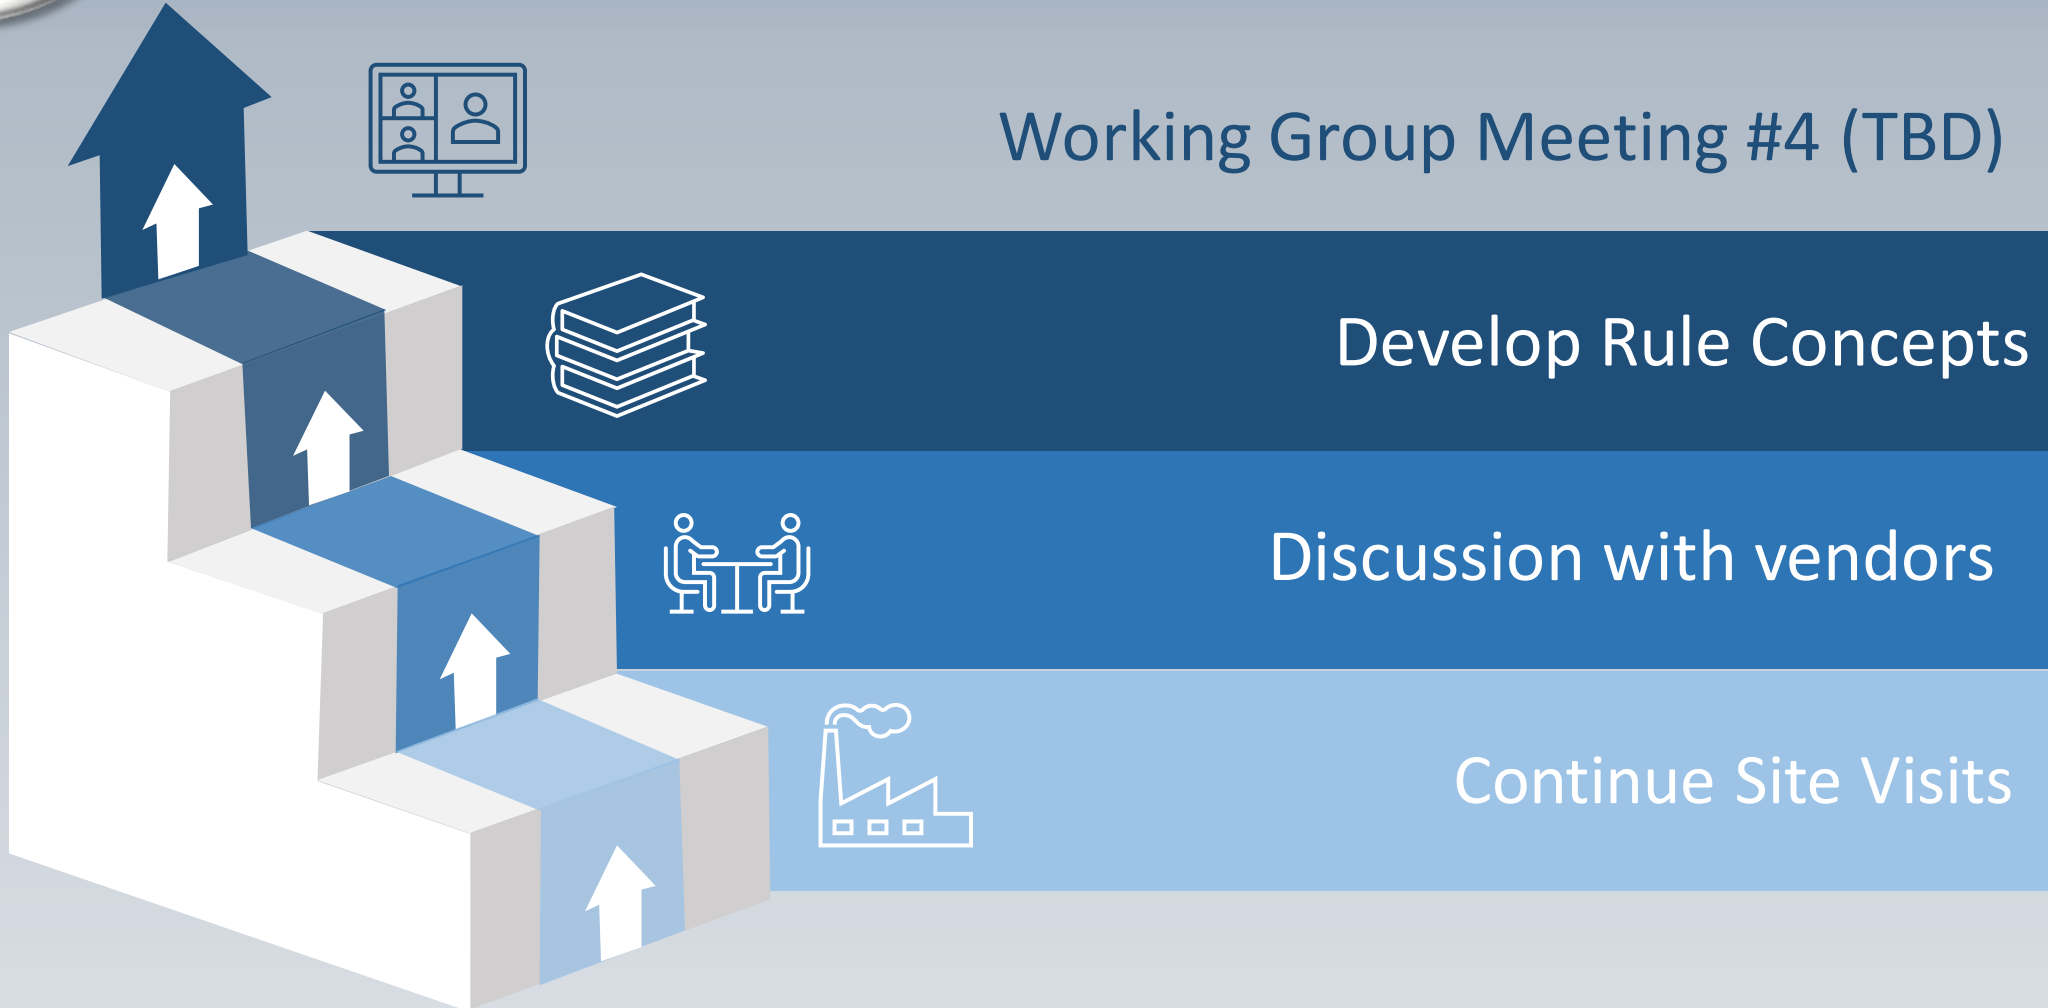 Working Group Meeting #4 (TBD)
Develop Rule Concepts
Discussion with vendors
Continue Site Visits